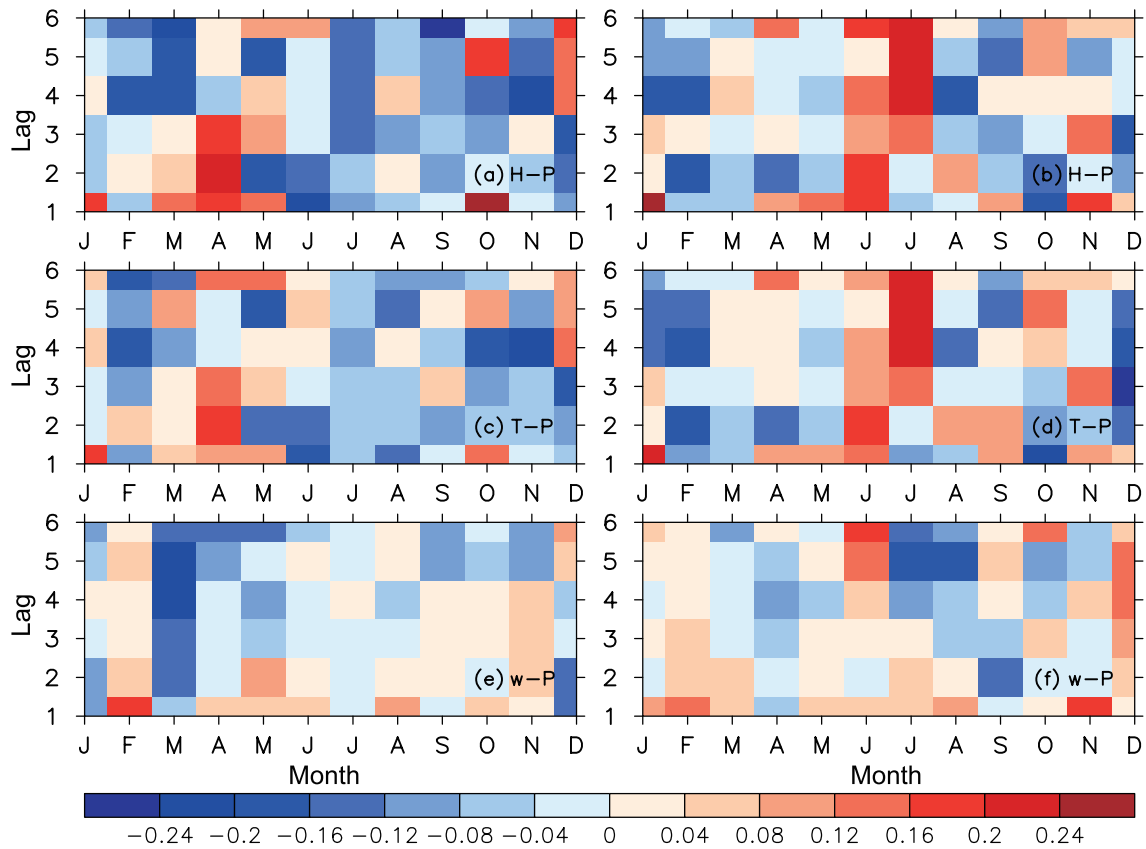 6 6
5 5
Lag 4 4
3 3
2 (a) H−P 2 (b) H−P
1 1
J F M A M J J A S O N D J F M A M J J A S O N D
6 6
5 5
Lag 4 4
3 3
2 (c) T−P 2 (d) T−P
1 1
J F M A M J J A S O N D J F M A M J J A S O N D
6 6
5 5
Lag 4 4
3 3
2 (e) w−P 2 (f) w−P
1 1
J F M A M J J A S O N D J F M A M J J A S O N D
Month Month
−0.24 −0.2 −0.16 −0.12 −0.08 −0.04 0 0.04 0.08 0.12 0.16 0.2 0.24